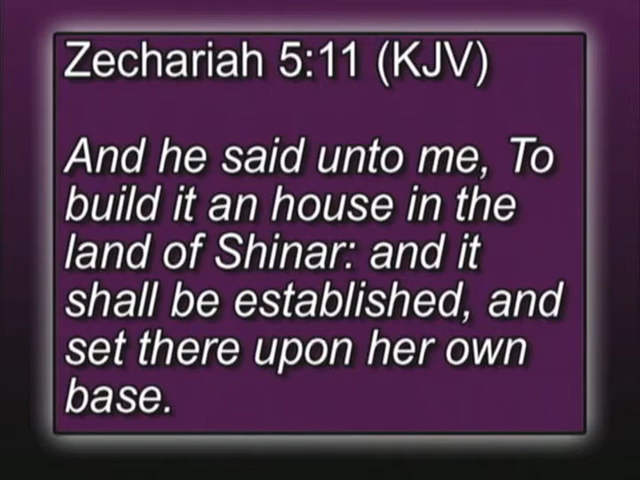 Zechariah 5:11 (KJV)
And he said unto me, To
build it an house in the
land of Shinar: and it
shall be established, and
set there upon her own
base.